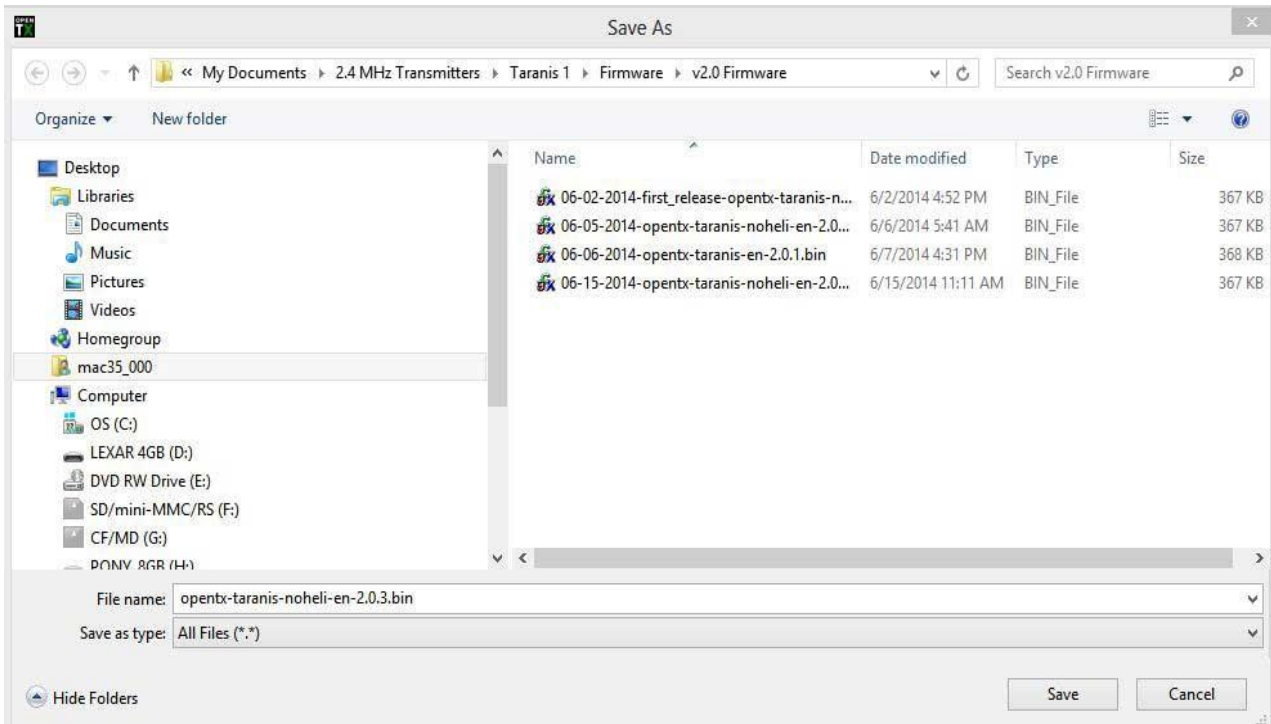 OPEN
TX
Save As
« My Documents ▸ 2.4 MHz Transmitters ▸ Taranis 1 ▸ Firmware ▸ v2.0 Firmware
Search v2.0 Firmware
Organize
New folder
Name Date modified Type Size
06-02-2014-first_release-opentx-taranis-n... 6/2/2014 4:52 PM BIN_File 367 KB
06-05-2014-opentx-taranis-noheli-en-2.0... 6/6/2014 5:41 AM BIN_File 367 KB
06-06-2014-opentx-taranis-en-2.0.1.bin 6/7/2014 4:31 PM BIN_File 368 KB
06-15-2014-opentx-taranis-noheli-en-2.0... 6/15/2014 11:11 AM BIN_File 367 KB
Desktop
Libraries
Documents
Music
Pictures
Videos
Homegroup
mac35_000
Computer
OS (C:)
LEXAR 4GB (D:)
DVD RW Drive (E:)
SD/mini-MMC/RS (F:)
CF/MD (G:)
PONY 8GB (H:)
File name: opentx-taranis-noheli-en-2.0.3.bin
Save as type: All Files (*.*)
Hide Folders
Save
Cancel